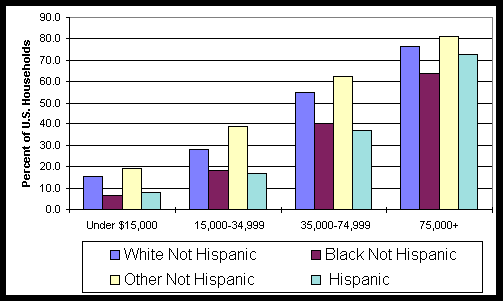 Percent of U.S. Households
90.0
80.0
70.0
60.0
50.0
40.0
30.0
20.0
10.0
0.0
Under $15,000 15,000-34,999 35,000-74,999 75,000+
White Not Hispanic Black Not Hispanic
Other Not Hispanic Hispanic